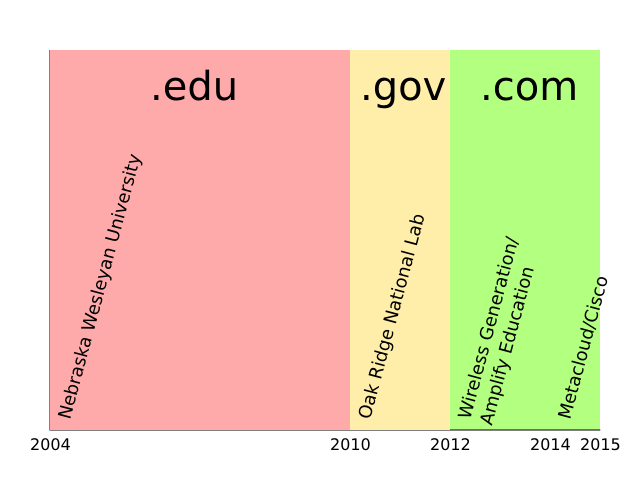 .edu
.gov
.com
Nebraska Wesleyan University
Oak Ridge National Lab
Wireless Generation/
Amplify Education
Metacloud/Cisco
2004
2010
2012
2014
2015